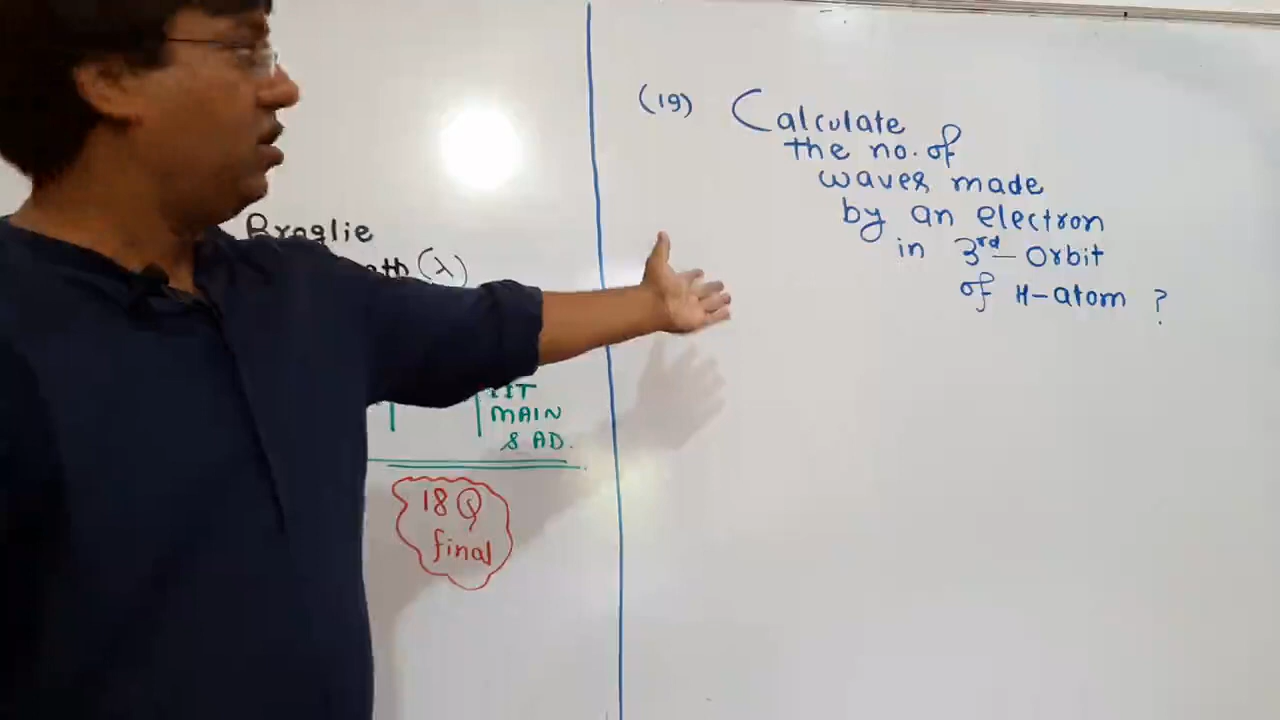 Broglie
(λ)
IIT
MAIN
& AD.
18 Q
final
(19) Calculate
the no. of
waves made
by an electron
in 3rd Orbit
of H-atom ?